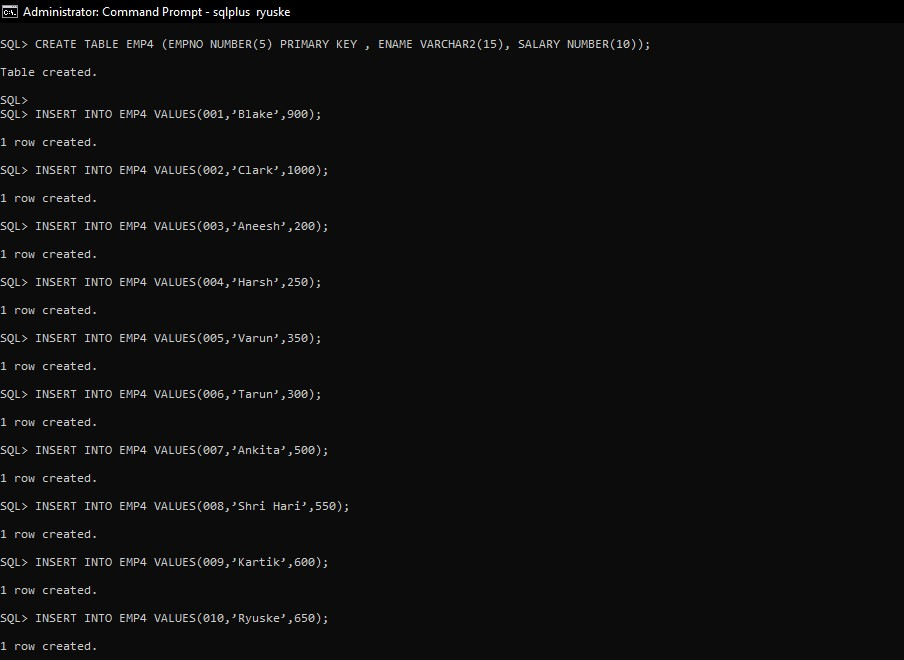 Administrator: Command Prompt - sqlplus ryuske
SQL> CREATE TABLE EMP4 (EMPNO NUMBER(5) PRIMARY KEY , ENAME VARCHAR2(15), SALARY NUMBER(10));
Table created.
SQL>
SQL> INSERT INTO EMP4 VALUES(001,’Blake’,900);
1 row created.
SQL> INSERT INTO EMP4 VALUES(002,’Clark’,1000);
1 row created.
SQL> INSERT INTO EMP4 VALUES(003,’Aneesh’,200);
1 row created.
SQL> INSERT INTO EMP4 VALUES(004,’Harsh’,250);
1 row created.
SQL> INSERT INTO EMP4 VALUES(005,’Varun’,350);
1 row created.
SQL> INSERT INTO EMP4 VALUES(006,’Tarun’,300);
1 row created.
SQL> INSERT INTO EMP4 VALUES(007,’Ankita’,500);
1 row created.
SQL> INSERT INTO EMP4 VALUES(008,’Shri Hari’,550);
1 row created.
SQL> INSERT INTO EMP4 VALUES(009,’Kartik’,600);
1 row created.
SQL> INSERT INTO EMP4 VALUES(010,’Ryuske’,650);
1 row created.